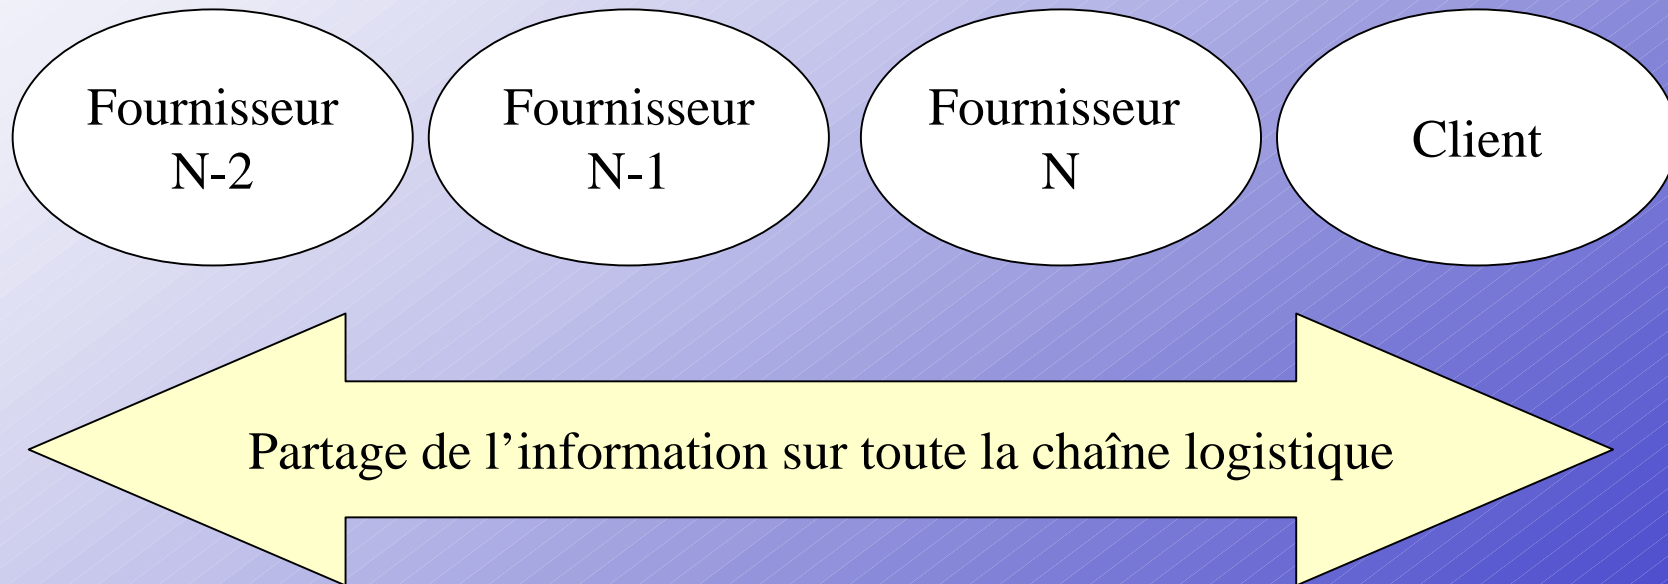 Fournisseur
N-2
Fournisseur
N-1
Fournisseur
N
Client
Partage de l’information sur toute la chaîne logistique